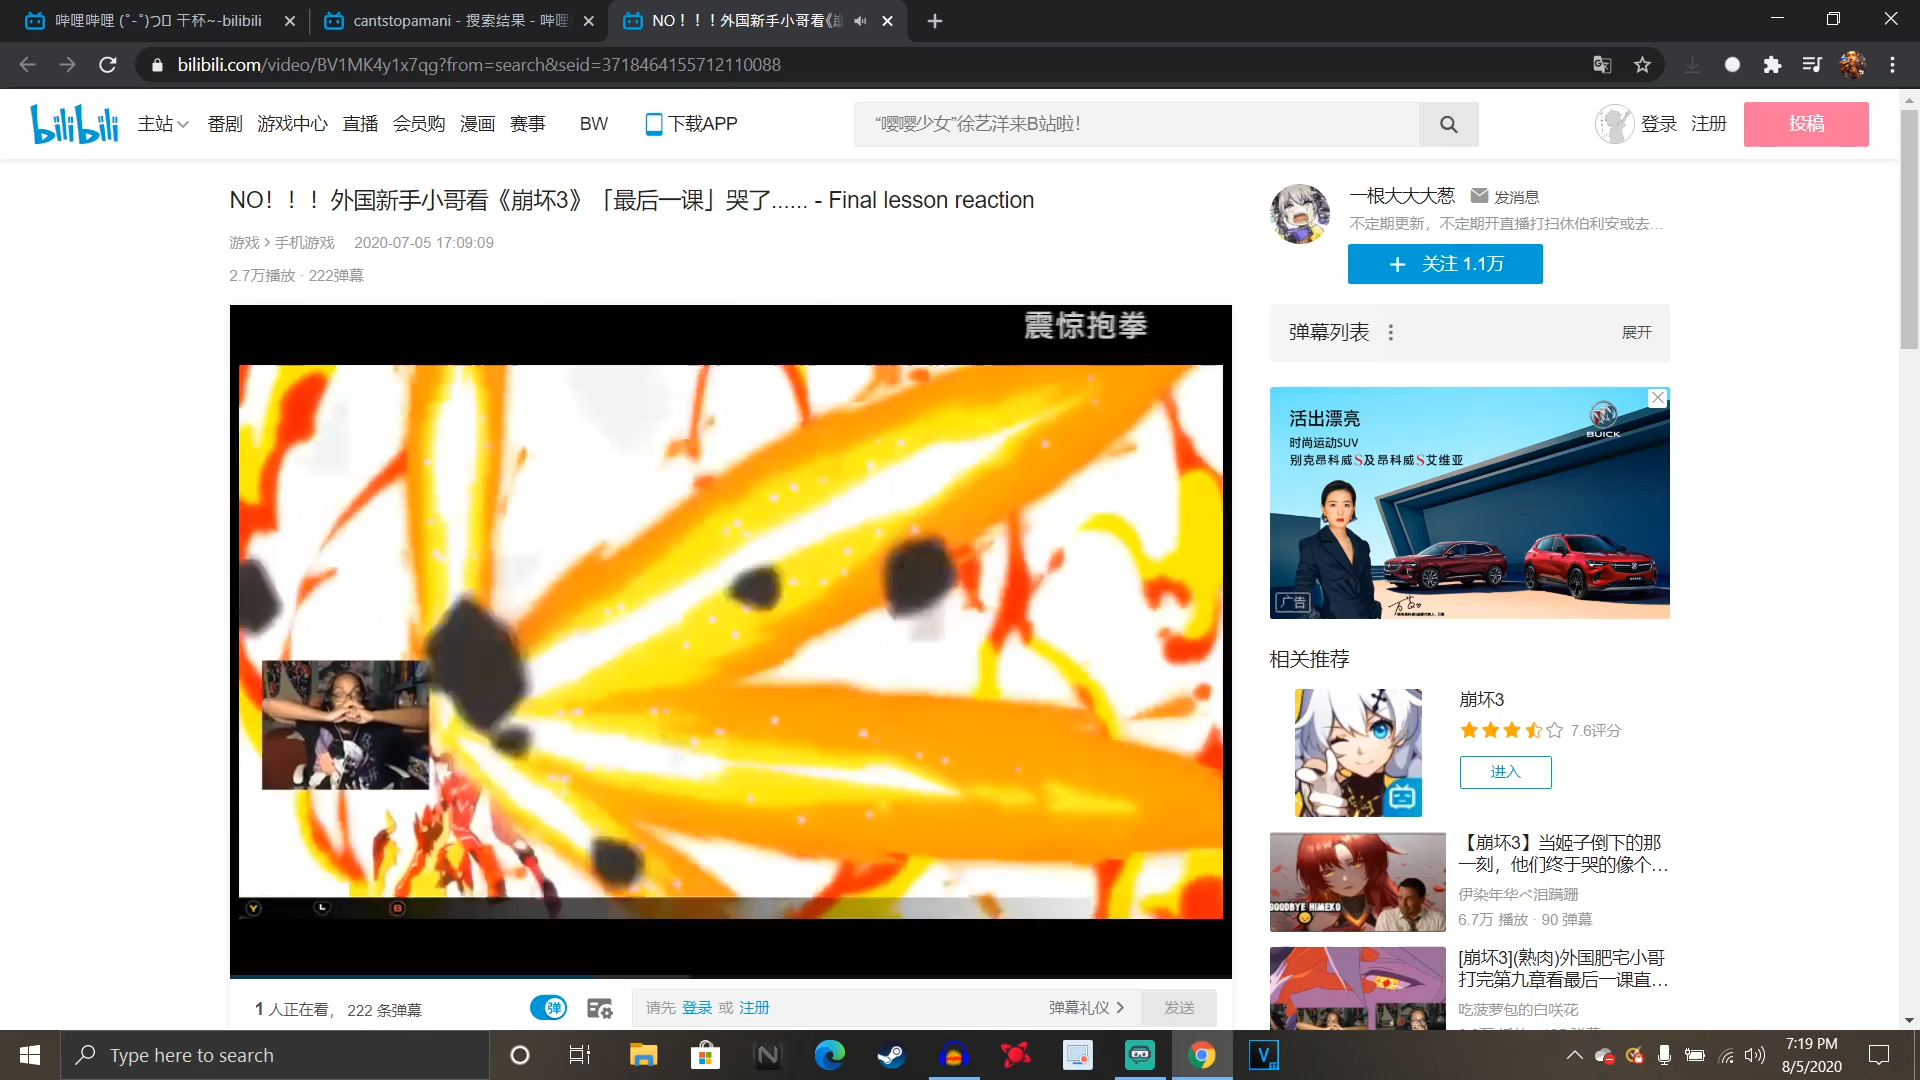 哔哩哔哩 (゜-゜)つロ 干杯~-bilibili
cantstopamani - 搜索结果 - 哔哩
NO！！！外国新手小哥看《崩
bilibili.com/video/BV1MK4y1x7qg?from=search&seid=3718464155712110088
bilibili
主站
番剧
游戏中心
直播
会员购
漫画
赛事
BW
下载APP
“嘤嘤少女”徐艺洋来B站啦!
登录
注册
投稿
NO！！！外国新手小哥看《崩坏3》「最后一课」哭了...... - Final lesson reaction
游戏 > 手机游戏 2020-07-05 17:09:09
2.7万播放 · 222弹幕
一根大大大葱 发消息
不定期更新，不定期开直播打扫休伯利安或去...
+ 关注 1.1万
震惊抱拳
Y L B
弹幕列表
展开
活出漂亮
时尚运动SUV
别克昂科威S及昂科威S艾维亚
BUICK
广告
相关推荐
崩坏3
7.6评分
进入
GOODBYE HIMEKO
【崩坏3】当姬子倒下的那
一刻，他们终于哭的像个...
伊染年华ペ泪蹒跚
6.7万 播放 · 90 弹幕
[崩坏3](熟肉)外国肥宅小哥
打完第九章看最后一课直...
吃菠萝包的白咲花
1 人正在看， 222 条弹幕
弹
请先 登录 或 注册
弹幕礼仪 >
发送
Type here to search
7:19 PM
8/5/2020